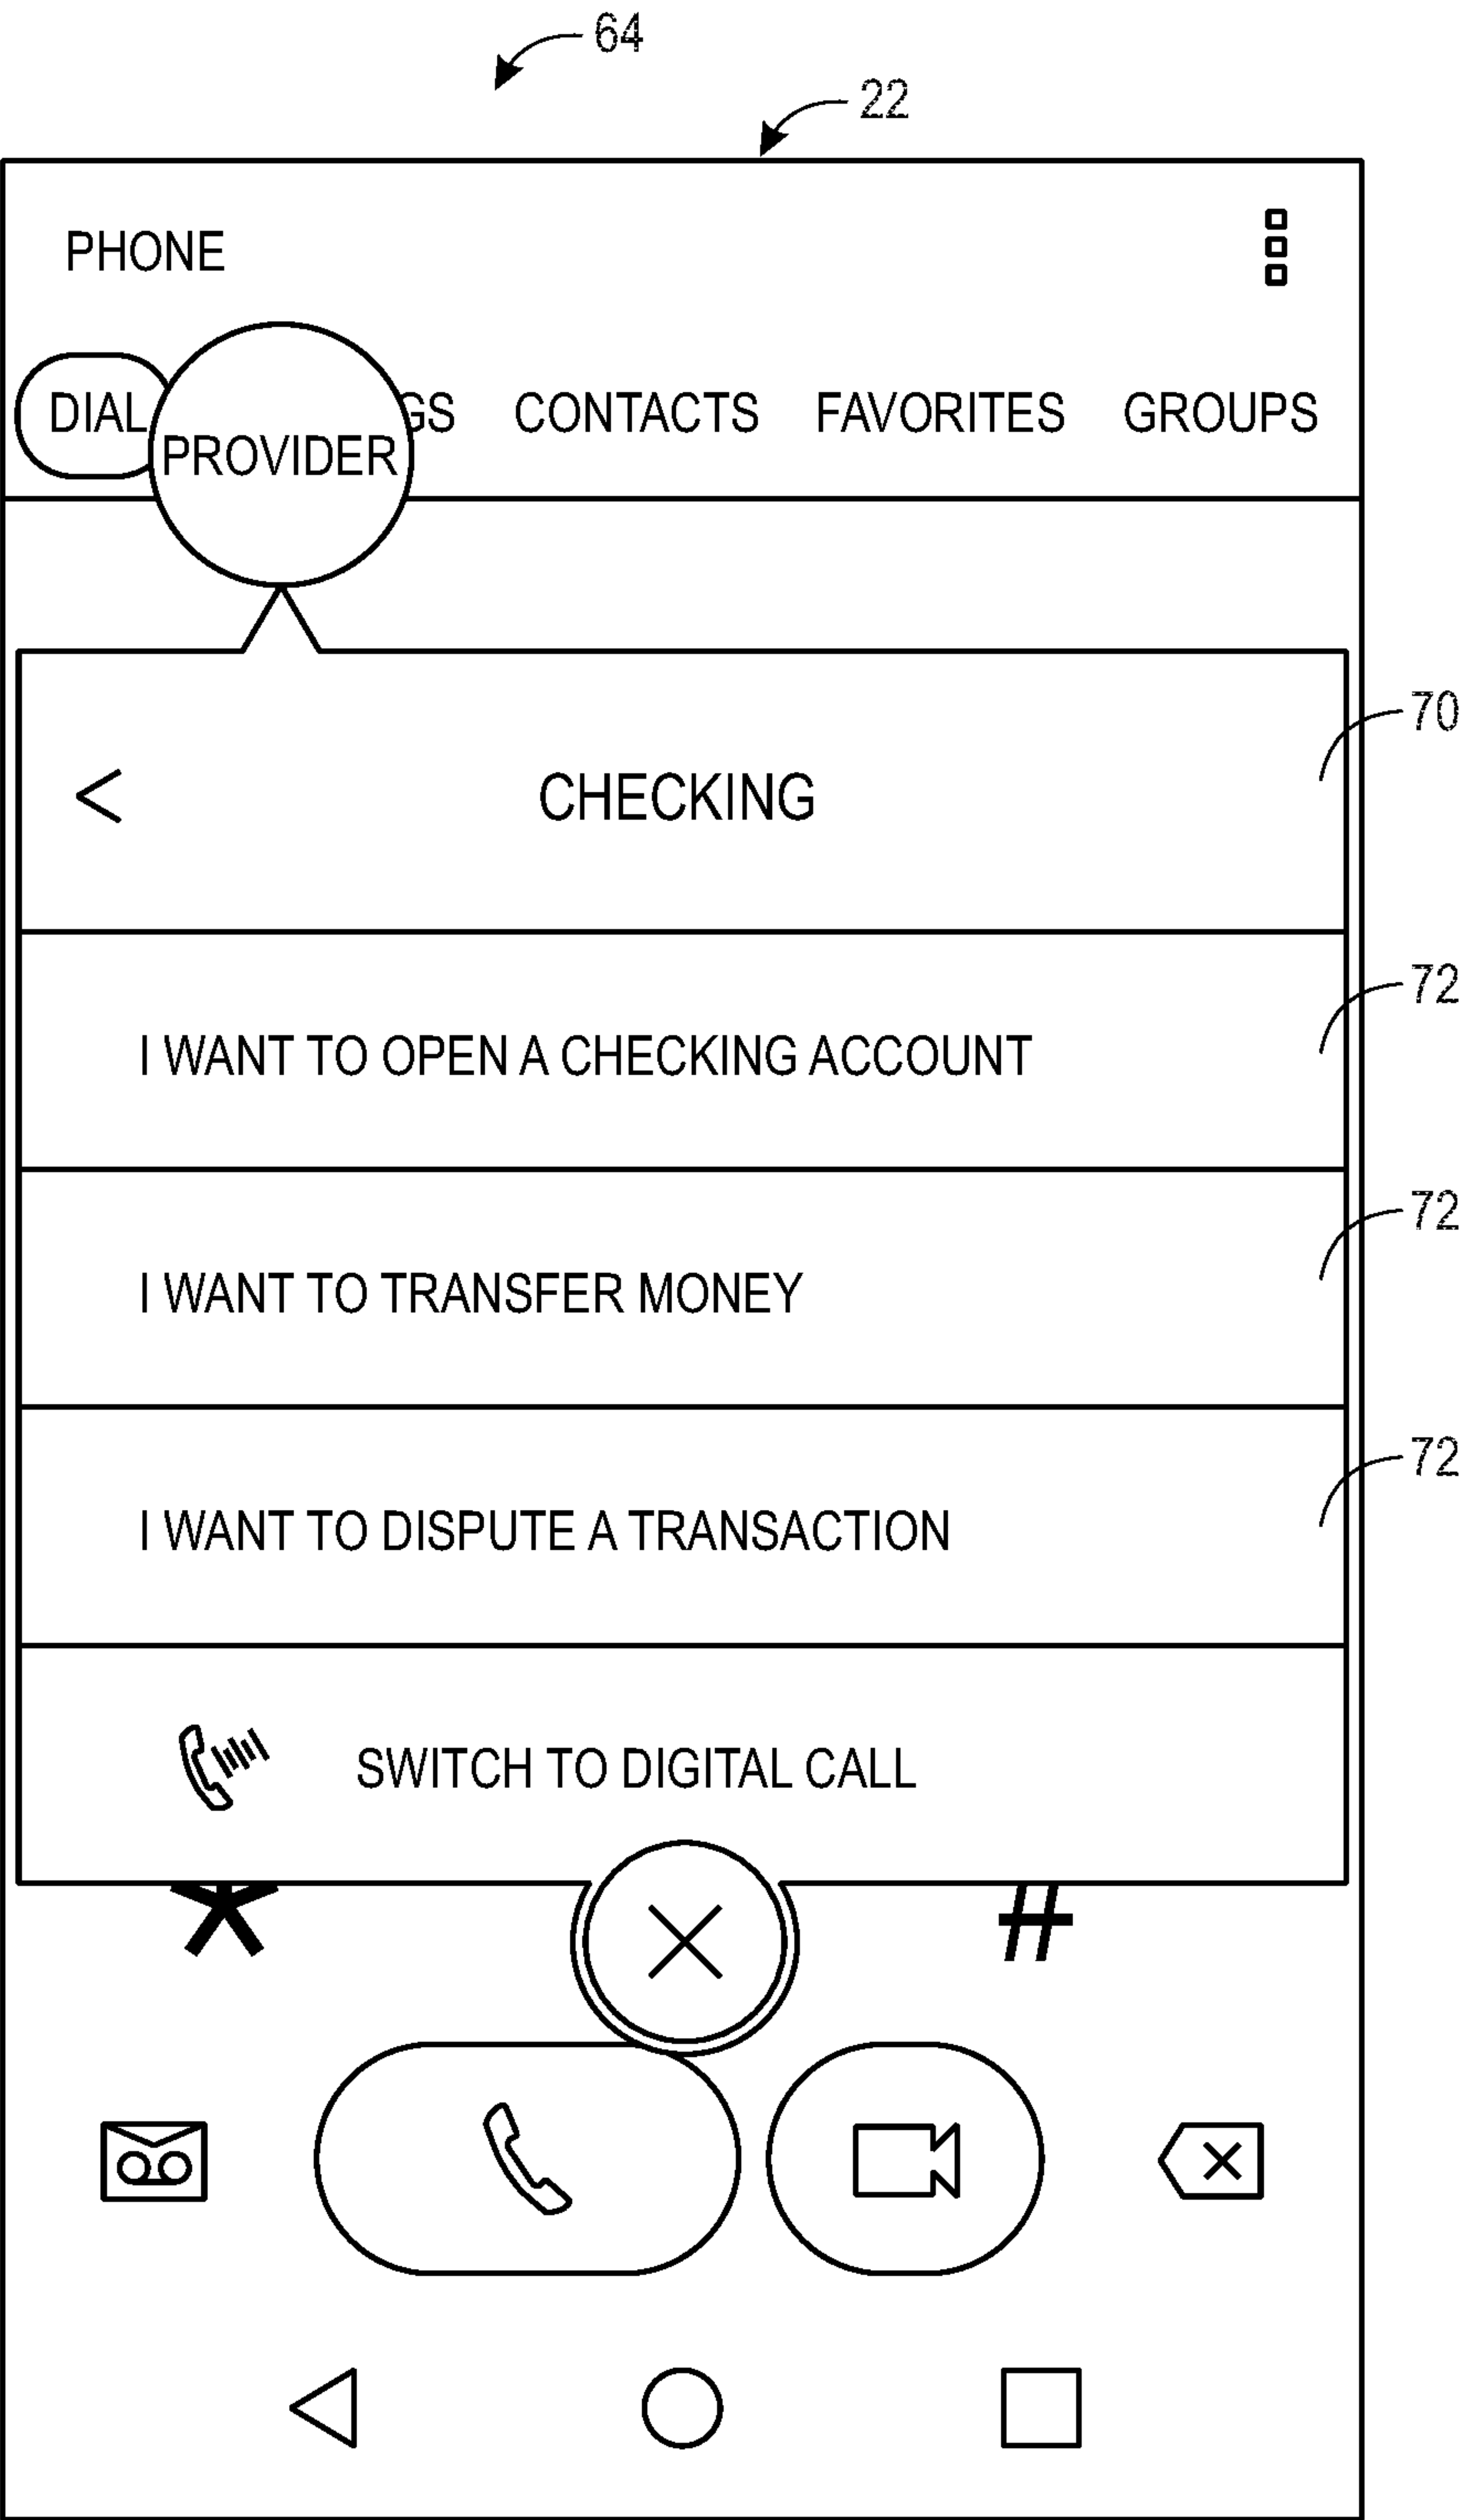 64
22
PHONE
DIAL GS CONTACTS FAVORITES GROUPS
PROVIDER
70
< CHECKING
72
I WANT TO OPEN A CHECKING ACCOUNT
72
I WANT TO TRANSFER MONEY
72
I WANT TO DISPUTE A TRANSACTION
SWITCH TO DIGITAL CALL
* #